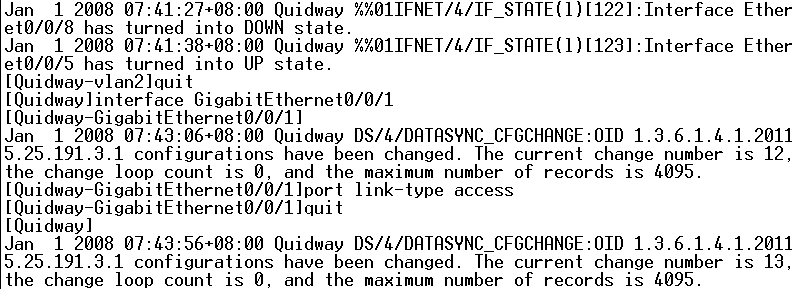 Jan  1 2008 07:41:27+08:00 Quidway %%01IFNET/4/IF_STATE(l)[122]:Interface Ether
et0/0/8 has turned into DOWN state.
Jan  1 2008 07:41:38+08:00 Quidway %%01IFNET/4/IF_STATE(l)[123]:Interface Ether
et0/0/5 has turned into UP state.
[Quidway-vlan2]quit
[Quidway]interface GigabitEthernet0/0/1
[Quidway-GigabitEthernet0/0/1]
Jan  1 2008 07:43:06+08:00 Quidway DS/4/DATASYNC_CFGCHANGE:OID 1.3.6.1.4.1.2011
5.25.191.3.1 configurations have been changed. The current change number is 12,
the change loop count is 0, and the maximum number of records is 4095.
[Quidway-GigabitEthernet0/0/1]port link-type access
[Quidway-GigabitEthernet0/0/1]quit
[Quidway]
Jan  1 2008 07:43:56+08:00 Quidway DS/4/DATASYNC_CFGCHANGE:OID 1.3.6.1.4.1.2011
5.25.191.3.1 configurations have been changed. The current change number is 13,
the change loop count is 0, and the maximum number of records is 4095.